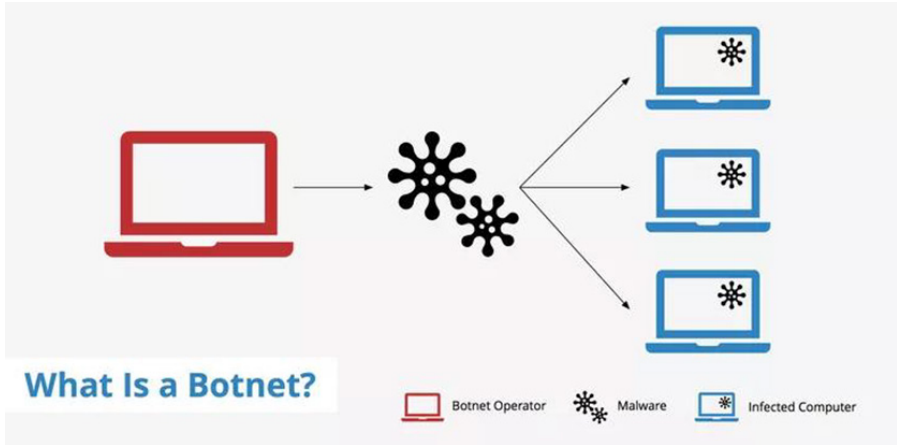 What Is a Botnet?
Botnet Operator
Malware
Infected Computer